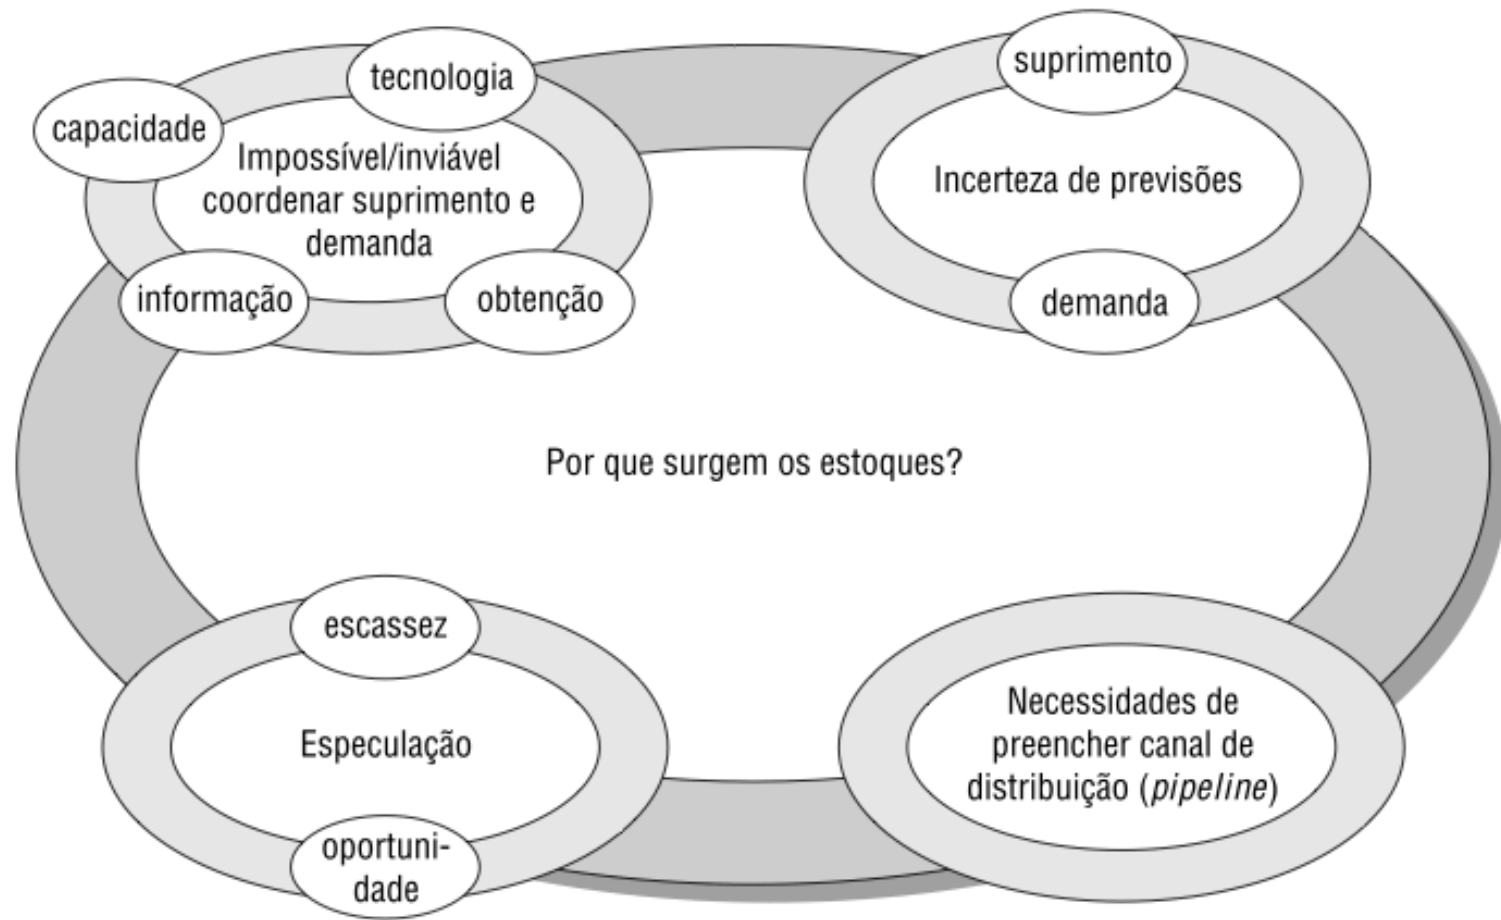 tecnologia
capacidade
Impossível/inviável
coordenar suprimento e
demanda
informação
obtenção
suprimento
Incerteza de previsões
demanda
Por que surgem os estoques?
escassez
Especulação
oportuni-
dade
Necessidades de
preencher canal de
distribuição (pipeline)